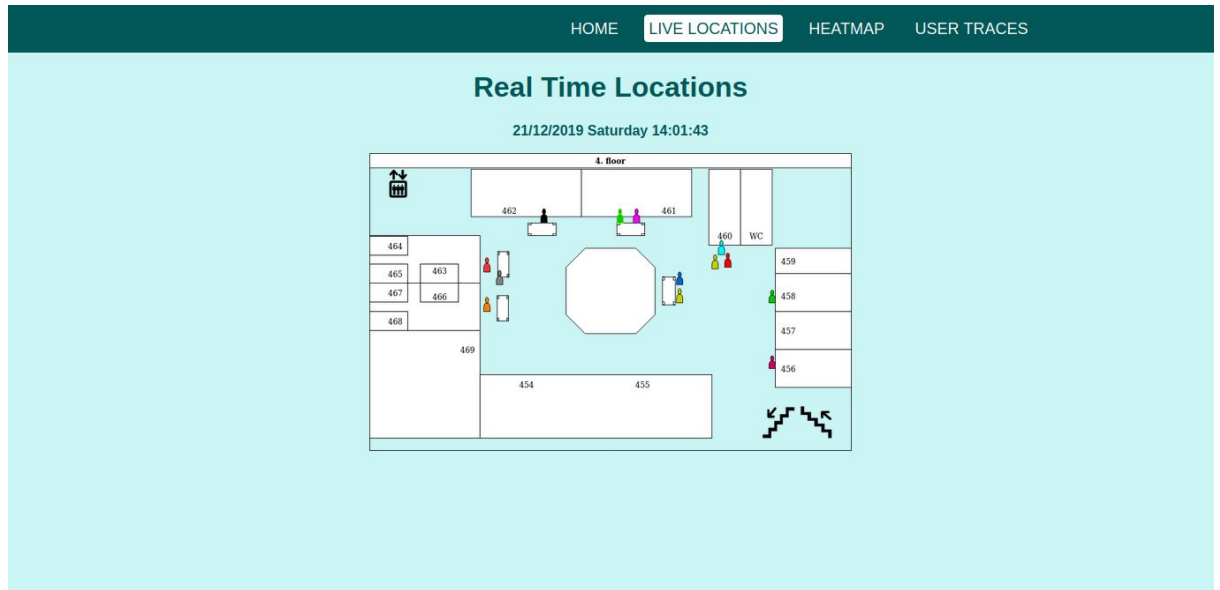 HOME LIVE LOCATIONS HEATMAP USER TRACES
Real Time Locations
21/12/2019 Saturday 14:01:43
4. floor
462 461
460 WC
464
459
465 463
467 466
458
468
457
469
456
454 455